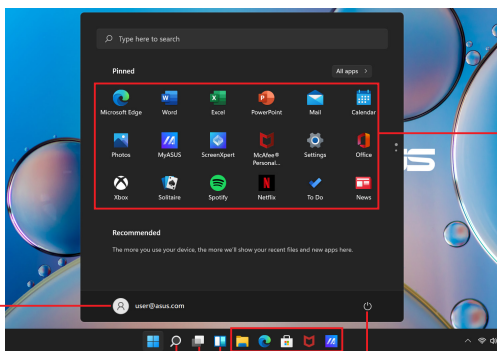 Type here to search
Pinned
All apps >
Microsoft Edge Word Excel PowerPoint Mail Calendar
Photos MyASUS ScreenXpert McAfee® Personal... Settings Office
Xbox Solitaire Spotify Netflix To Do News
Recommended
The more you use your device, the more we'll show your recent files and new apps here.
user@asus.com